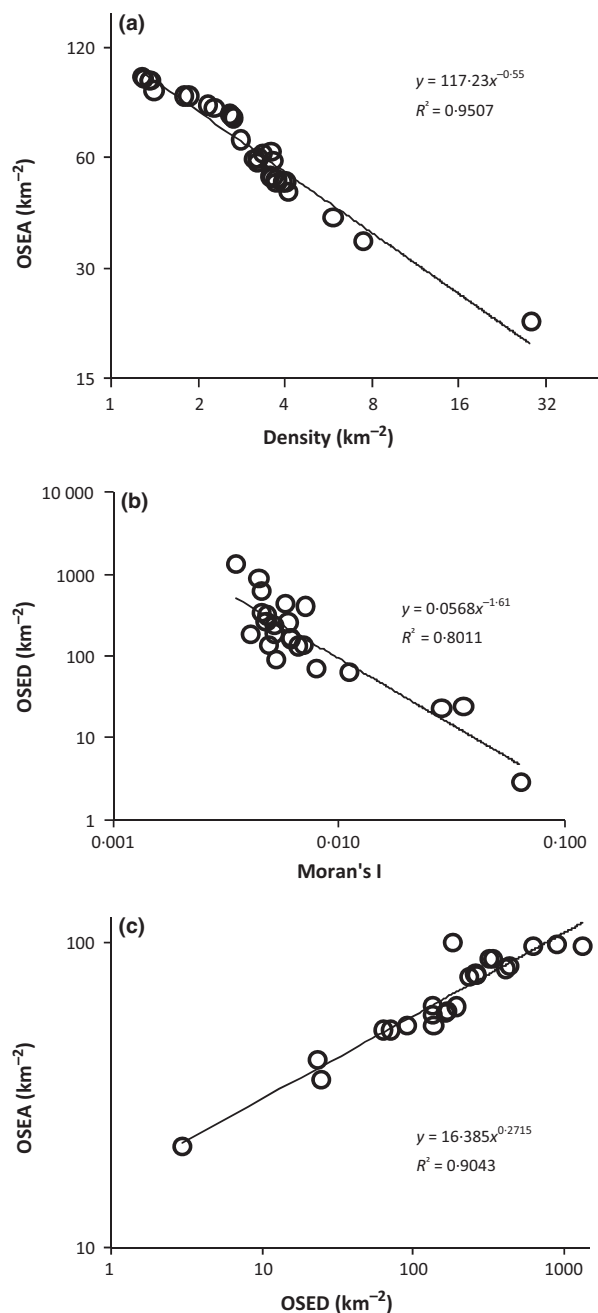 (a)
120
60
30
15
OSEA (km⁻²)
y = 117·23x⁻⁰·⁵⁵
R² = 0·9507
1 2 4 8 16 32
Density (km⁻²)
(b)
10 000
1000
100
10
1
OSED (km⁻²)
y = 0·0568x⁻¹·⁶¹
R² = 0·8011
0·001 0·010 0·100
Moran's I
(c)
100
10
OSEA (km⁻²)
y = 16·385x⁰·²⁷¹⁵
R² = 0·9043
1 10 100 1000
OSED (km⁻²)